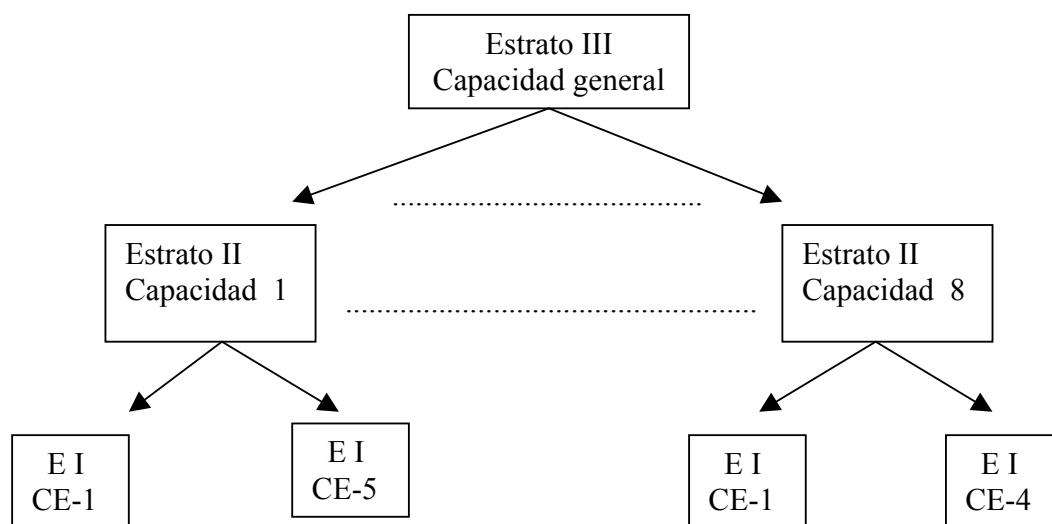 Estrato III
Capacidad general
Estrato II
Capacidad 1
Estrato II
Capacidad 8
E I
CE-1
E I
CE-5
E I
CE-1
E I
CE-4